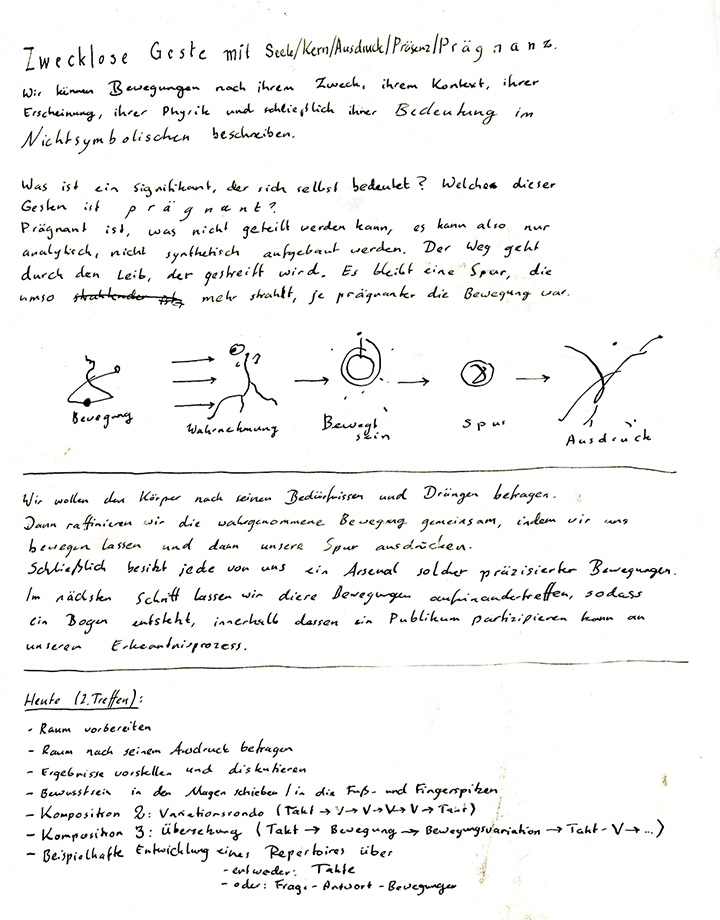 Zwecklose Geste mit Seele/Kern/Ausdruck/Präsenz/Prägnanz.
Wir können Bewegungen nach ihrem Zweck, ihrem Kontext, ihrer
Erscheinung, ihrer Physik und schließlich ihrer Bedeutung im
Nichtsymbolischen beschreiben.
Was ist ein Signifikant, der sich selbst bedeutet? Welche dieser
Gesten ist prägnant?
Prägnant ist, was nicht geteilt werden kann, es kann also nur
analytisch, nicht synthetisch aufgebaut werden. Der Weg geht
durch den Leib, der gestreift wird. Es bleibt eine Spur, die
umso strahlender ist, mehr strahlt, je prägnanter die Bewegung war.
Bewegung
Wahrnehmung
Bewegt
sein
Spur
Ausdruck
Wir wollen den Körper nach seinen Bedürfnissen und Drängen befragen.
Dann raffinieren wir die wahrgenommene Bewegung gemeinsam, indem wir uns
bewegen lassen und dann unsere Spur ausdrücken.
Schließlich besitzt jede von uns ein Arsenal solcher präzisierter Bewegungen.
Im nächsten Schritt lassen wir diese Bewegungen aufeinandertreffen, sodass
ein Bogen entsteht, innerhalb dessen ein Publikum partizipieren kann an
unserem Erkenntnisprozess.
Heute (2. Treffen):
- Raum vorbereiten
- Raum nach seinem Ausdruck befragen
- Ergebnisse vorstellen und diskutieren
- Bewusstsein in den Magen schieben / in die Fuß- und Fingerspitzen
- Komposition 2: Variationsrondo (Takt → V → V → V → V → Takt)
- Komposition 3: Übersetzung (Takt → Bewegung → Bewegungsvariation → Takt-V → ...)
- Beispielhafte Entwicklung eines Repertoires über
- entweder: Takte
- oder: Frage-Antwort-Bewegungen